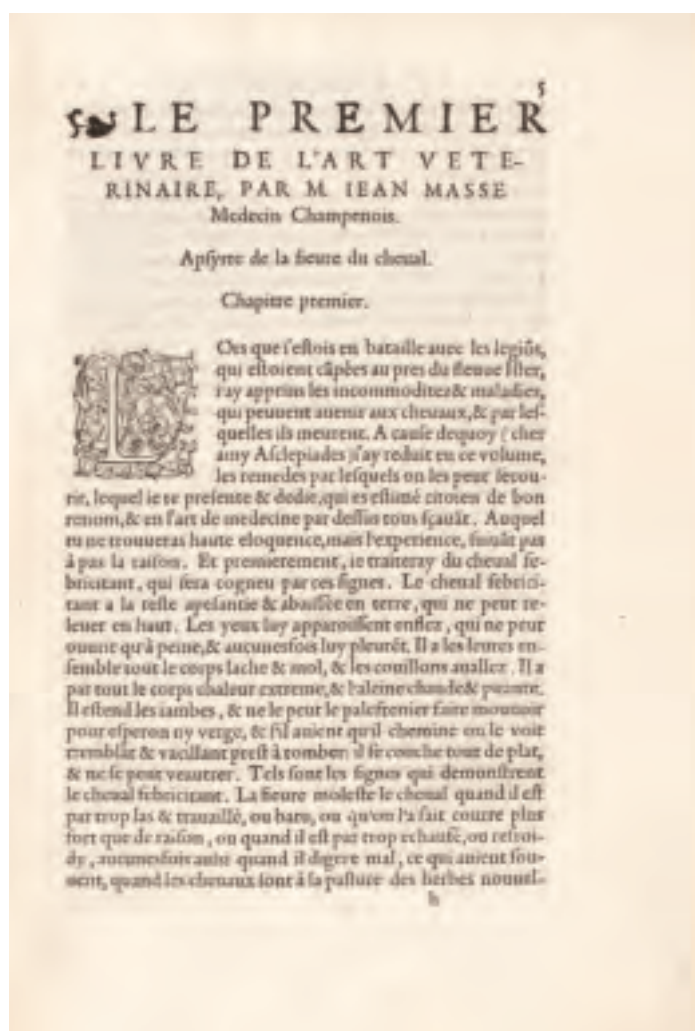 5
LE PREMIER
LIVRE DE L'ART VETE-
RINAIRE, PAR M. IEAN MASSE
Medecin Champenois.
Apſyrte de la fieure du cheual.
Chapitre premier.
LOrs que i'eſtois en bataille auec les legiõs,
qui eſtoient cãpées au pres du fleuue Iſter,
i'ay apprins les incommoditez & maladies,
qui peuuent auenir aux cheuaux, & par leſ-
quelles ils meurent. A cauſe dequoy (cher
amy Aſclepiades) i'ay reduit en ce volume,
les remedes par leſquels on les peut ſecou-
rir, lequel ie te preſente & dedie, qui es eſtimé citoien de bon
renom, & en l'art de medecine par deſſus tous ſçauãt. Auquel
tu ne trouueras haute eloquence, mais l'experience, ſuiuãt pas
à pas la raiſon. Et premierement, ie traiteray du cheual fe-
bricitant, qui ſera cogneu par ces ſignes. Le cheual febrici-
tant a la teſte apeſantie & abaiſſée en terre, qui ne peut re-
leuer en haut. Les yeux luy apparoiſſent enflez, qui ne peut
ouurir qu'à peine, & aucunesfois luy pleurẽt. Il a les leures en-
ſemble tout le corps lache & mol, & les couillons auallez. Il a
par tout le corps chaleur extreme, & l'aleine chaude & puante.
Il eſtend les iambes, & ne le peut le palefrenier faire mouuoir
pour eſperon ny verge, & s'il auient qu'il chemine on le voit
tremblãt & vacillant preſt à tomber: il ſe couche tout de plat,
& ne ſe peut veautrer. Tels ſont les ſignes qui demonſtrent
le cheual febricitant. La fieure moleſte le cheual quand il eſt
par trop las & trauaillé, ou batu, ou qu'on l'a fait courre plus
fort que de raiſon, ou quand il eſt par trop echaufé, ou refroi-
dy, aucunesfois auſſi quand il digere mal, ce qui auient ſou-
uent, quand les cheuaux ſont à la paſture des herbes nouuel-
b